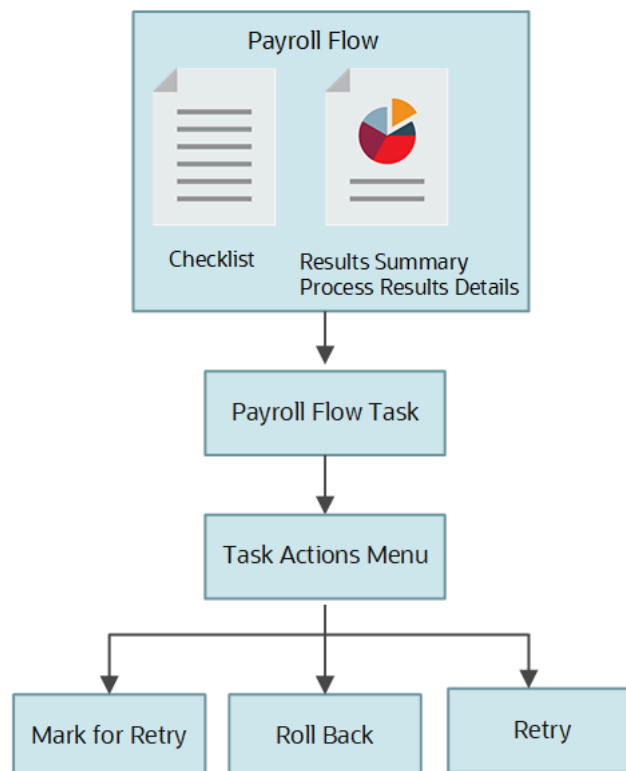 Payroll Flow
Checklist
Results Summary
Process Results Details
Payroll Flow Task
Task Actions Menu
Mark for Retry
Roll Back
Retry